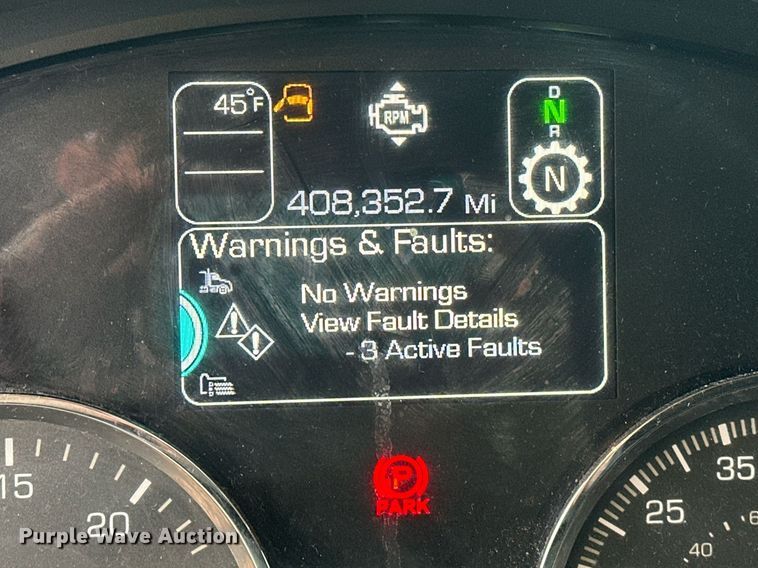 45°F
RPM
D
N
R
N
408,352.7 Mi
Warnings & Faults:
No Warnings
View Fault Details
- 3 Active Faults
P
PARK
15
20
25
35
40
6
Purple Wave Auction